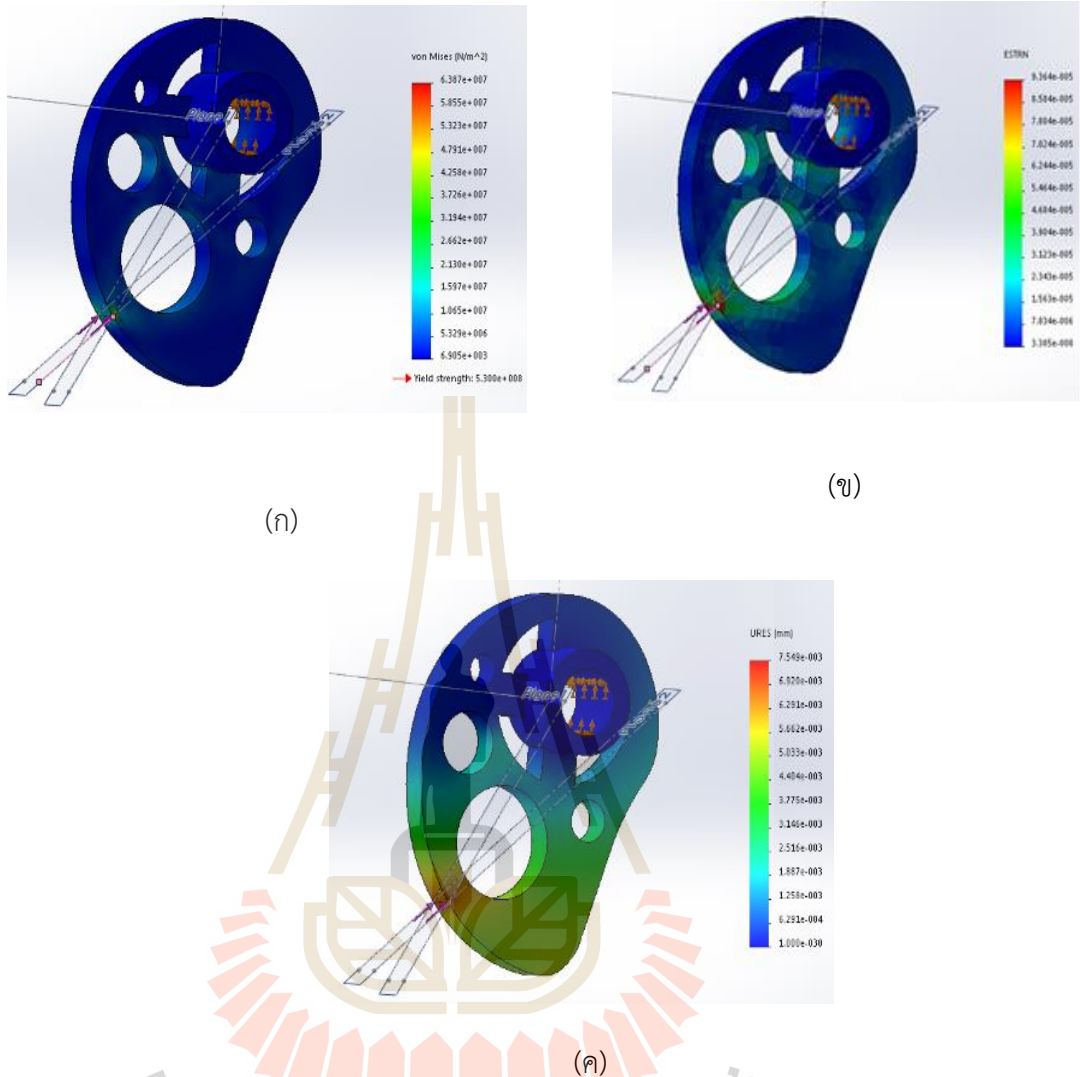 von Mises (N/m^2)
6.387e+007
5.855e+007
5.323e+007
4.791e+007
4.258e+007
3.726e+007
3.194e+007
2.662e+007
2.130e+007
1.597e+007
1.065e+007
5.329e+006
6.905e+003
Yield strength: 5.300e+008
Plane
(ก)
ESTRN
9.364e-005
8.584e-005
7.804e-005
7.024e-005
6.244e-005
5.464e-005
4.684e-005
3.904e-005
3.123e-005
2.343e-005
1.563e-005
7.834e-006
3.305e-008
Plane
(ข)
URES (mm)
7.549e-003
6.920e-003
6.291e-003
5.662e-003
5.033e-003
4.404e-003
3.775e-003
3.146e-003
2.516e-003
1.887e-003
1.258e-003
6.291e-004
1.000e-030
Plane
(ค)